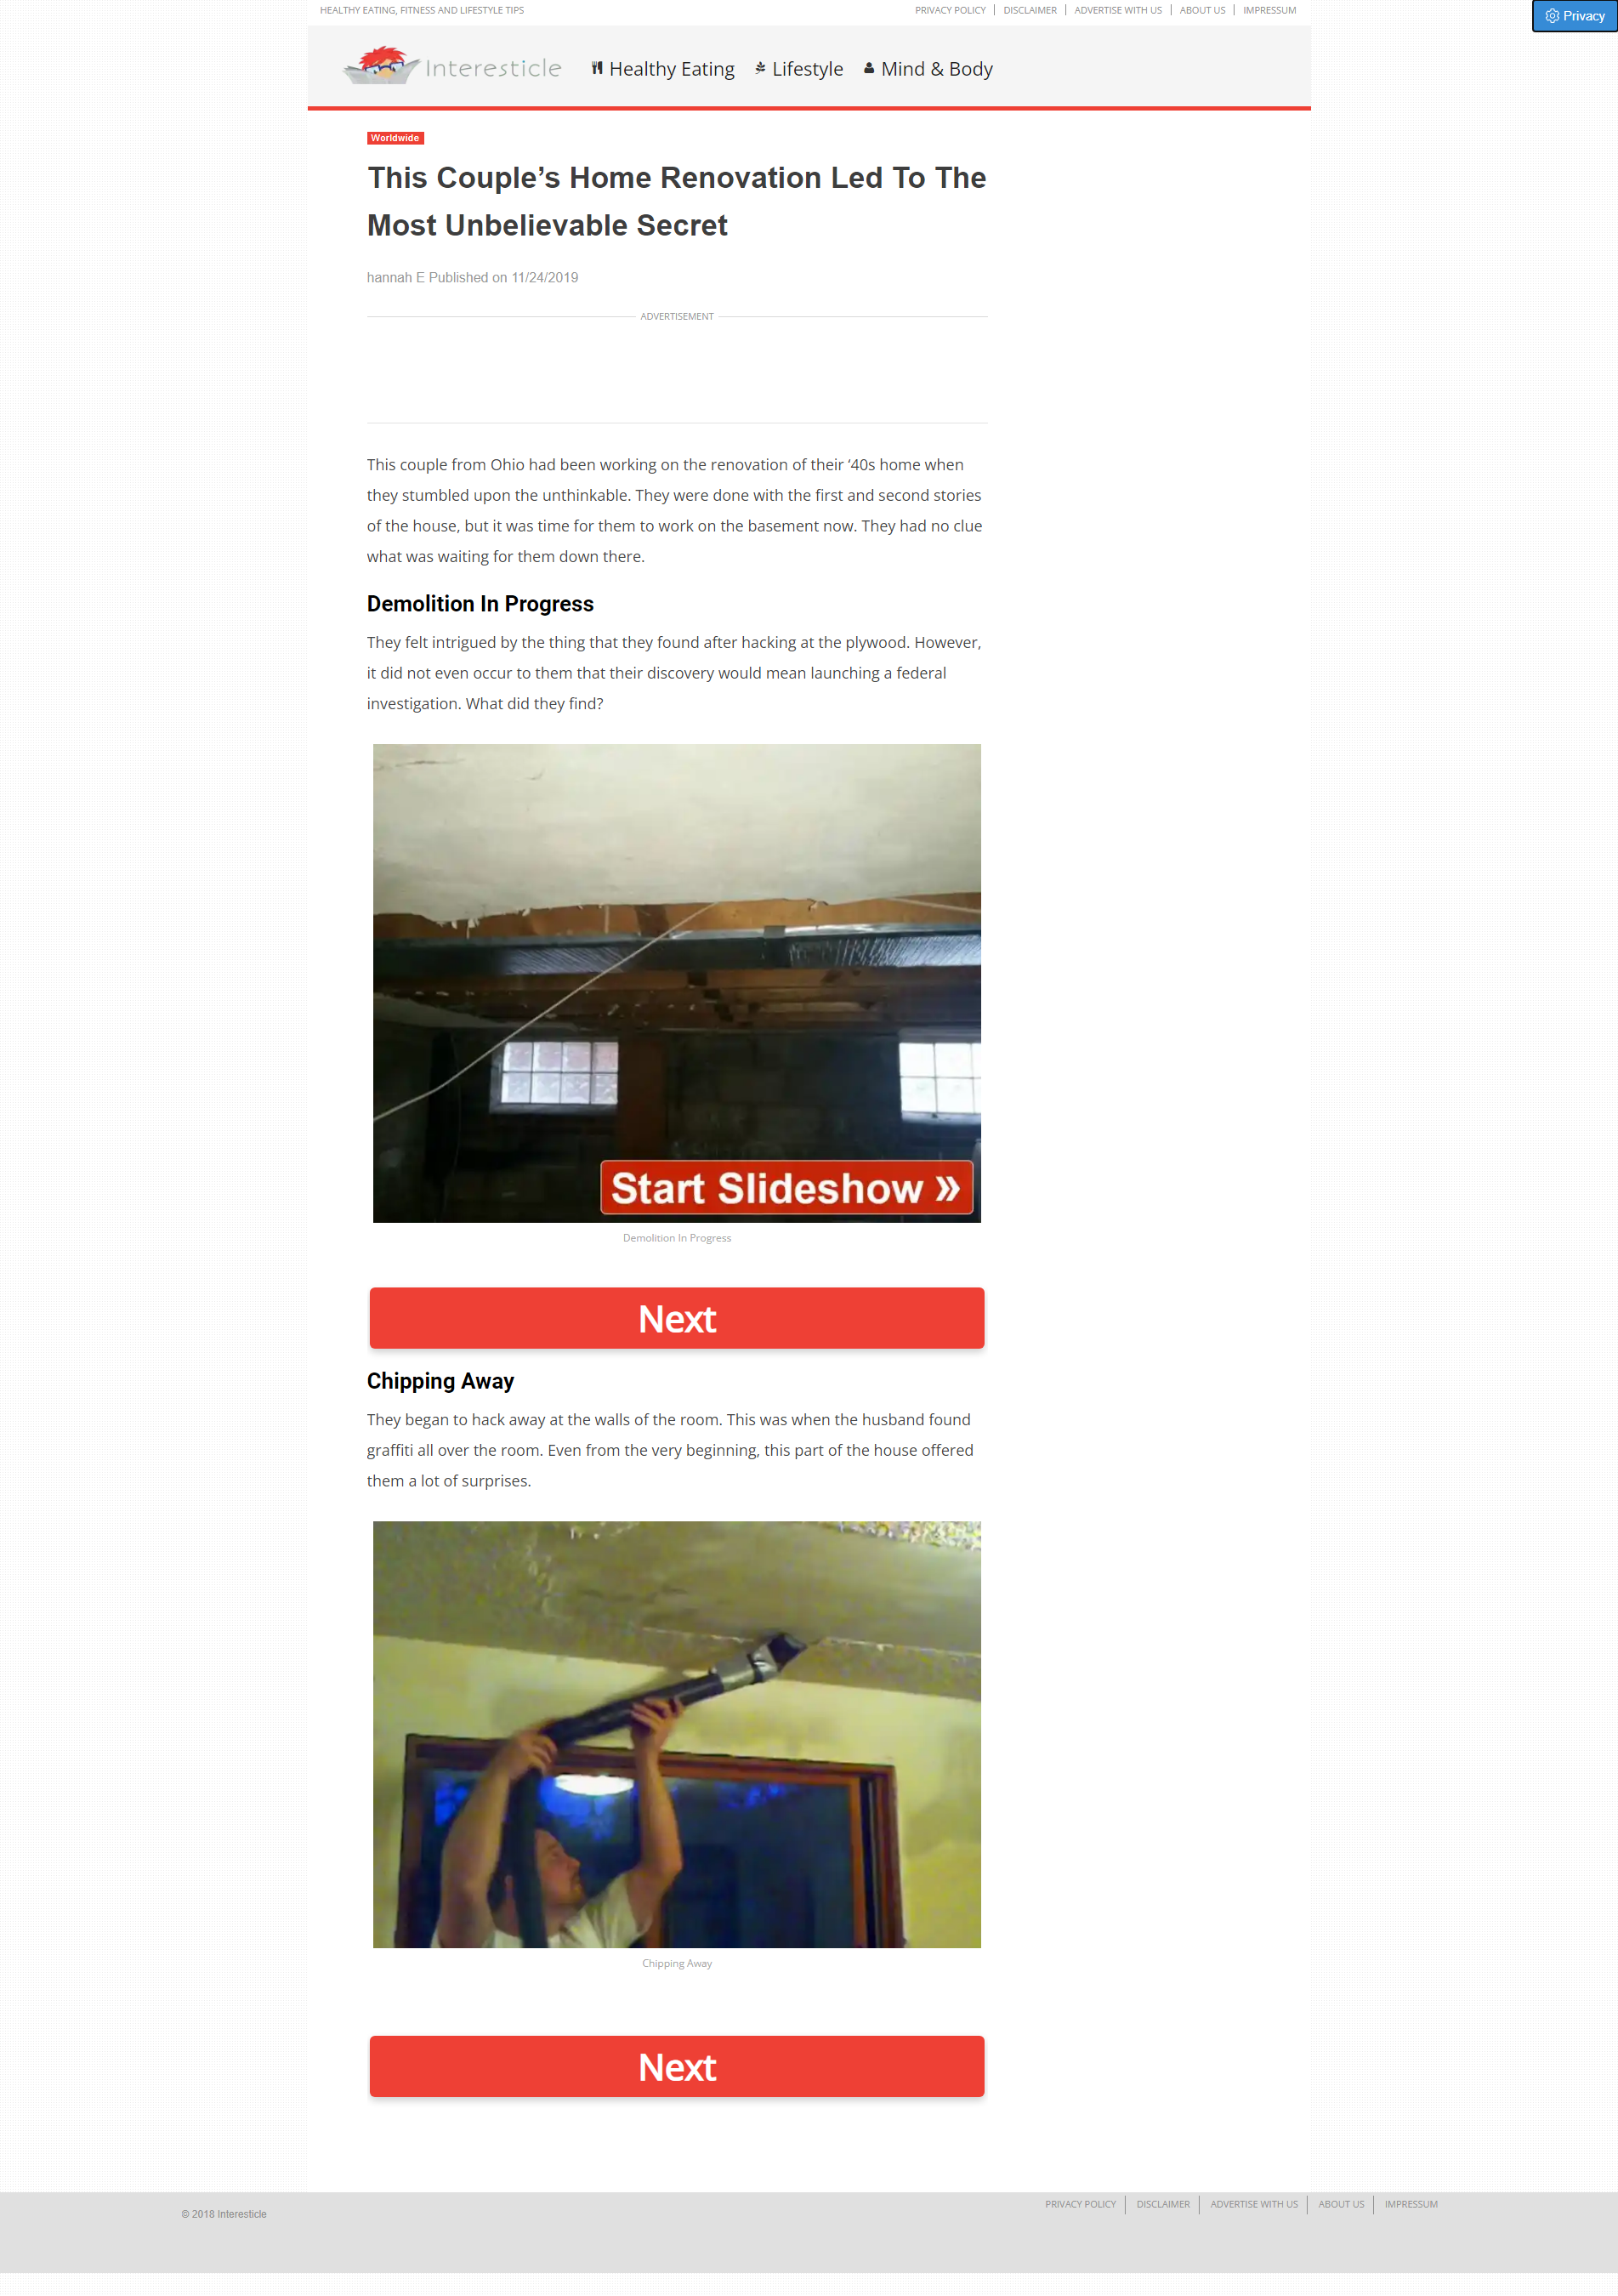 HEALTHY EATING, FITNESS AND LIFESTYLE TIPS
PRIVACY POLICY | DISCLAIMER | ADVERTISE WITH US | ABOUT US | IMPRESSUM
Privacy
Interesticle
Healthy Eating Lifestyle Mind & Body
Worldwide
This Couple’s Home Renovation Led To The
Most Unbelievable Secret
hannah E Published on 11/24/2019
ADVERTISEMENT
This couple from Ohio had been working on the renovation of their ‘40s home when
they stumbled upon the unthinkable. They were done with the first and second stories
of the house, but it was time for them to work on the basement now. They had no clue
what was waiting for them down there.
Demolition In Progress
They felt intrigued by the thing that they found after hacking at the plywood. However,
it did not even occur to them that their discovery would mean launching a federal
investigation. What did they find?
Start Slideshow »
Demolition In Progress
Next
Chipping Away
They began to hack away at the walls of the room. This was when the husband found
graffiti all over the room. Even from the very beginning, this part of the house offered
them a lot of surprises.
Chipping Away
Next
© 2018 Interesticle
PRIVACY POLICY | DISCLAIMER | ADVERTISE WITH US | ABOUT US | IMPRESSUM